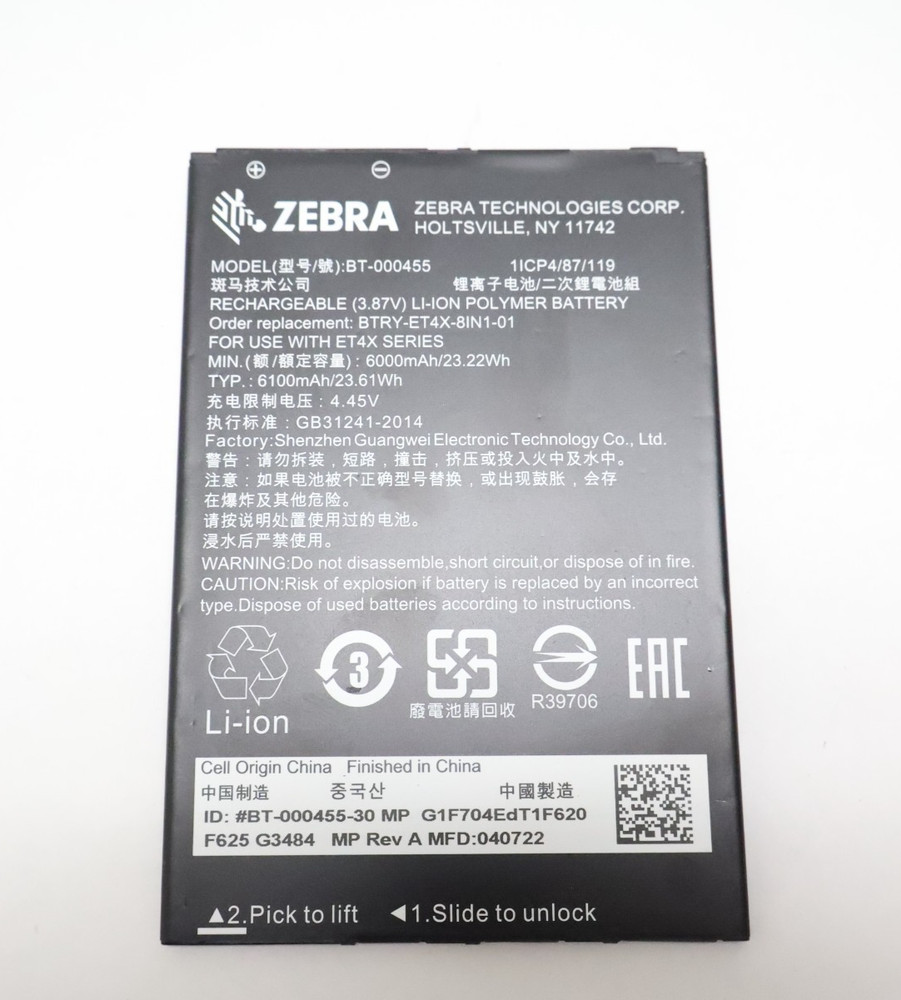 ZEBRA
ZEBRA TECHNOLOGIES CORP.
HOLTSVILLE, NY 11742
MODEL(型号/號):BT-000455 1ICP4/87/119
斑马技术公司 锂离子电池/二次鋰電池組
RECHARGEABLE (3.87V) LI-ION POLYMER BATTERY
Order replacement: BTRY-ET4X-8IN1-01
FOR USE WITH ET4X SERIES
MIN.(额/額定容量) : 6000mAh/23.22Wh
TYP. : 6100mAh/23.61Wh
充电限制电压 : 4.45V
执行标准 : GB31241-2014
Factory:Shenzhen Guangwei Electronic Technology Co., Ltd.
警告 : 请勿拆装，短路，撞击，挤压或投入火中及水中。
注意 : 如果电池被不正确型号替换，或出现鼓胀，会存
在爆炸及其他危险。
请按说明处置使用过的电池。
浸水后严禁使用。
WARNING:Do not disassemble,short circuit,or dispose of in fire.
CAUTION:Risk of explosion if battery is replaced by an incorrect
type.Dispose of used batteries according to instructions.
Li-ion
3
廢電池請回收
R39706
EAC
Cell Origin China Finished in China
中国制造 중국산 中國製造
ID: #BT-000455-30 MP G1F704EdT1F620
F625 G3484 MP Rev A MFD:040722
▲2.Pick to lift ◀1.Slide to unlock